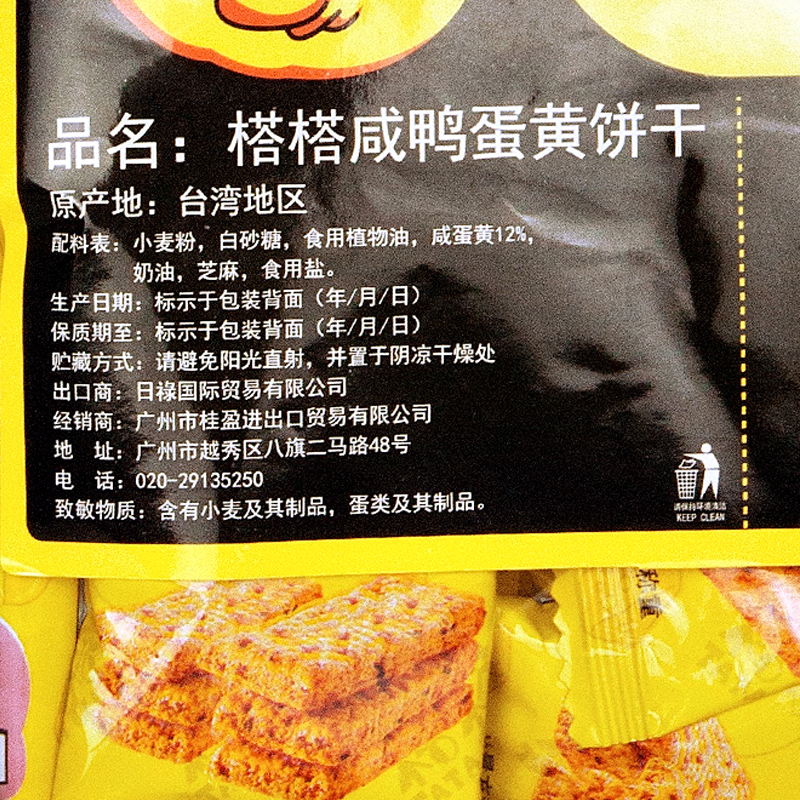 品名：榙榙咸鸭蛋黄饼干
原产地：台湾地区
配料表：小麦粉，白砂糖，食用植物油，咸蛋黄12%，
奶油，芝麻，食用盐。
生产日期：标示于包装背面（年/月/日）
保质期至：标示于包装背面（年/月/日）
贮藏方式：请避免阳光直射，并置于阴凉干燥处
出口商：日祿国际贸易有限公司
经销商：广州市桂盈进出口贸易有限公司
地 址：广州市越秀区八旗二马路48号
电 话：020-29135250
致敏物质：含有小麦及其制品，蛋类及其制品。
请保持环境清洁
KEEP CLEAN